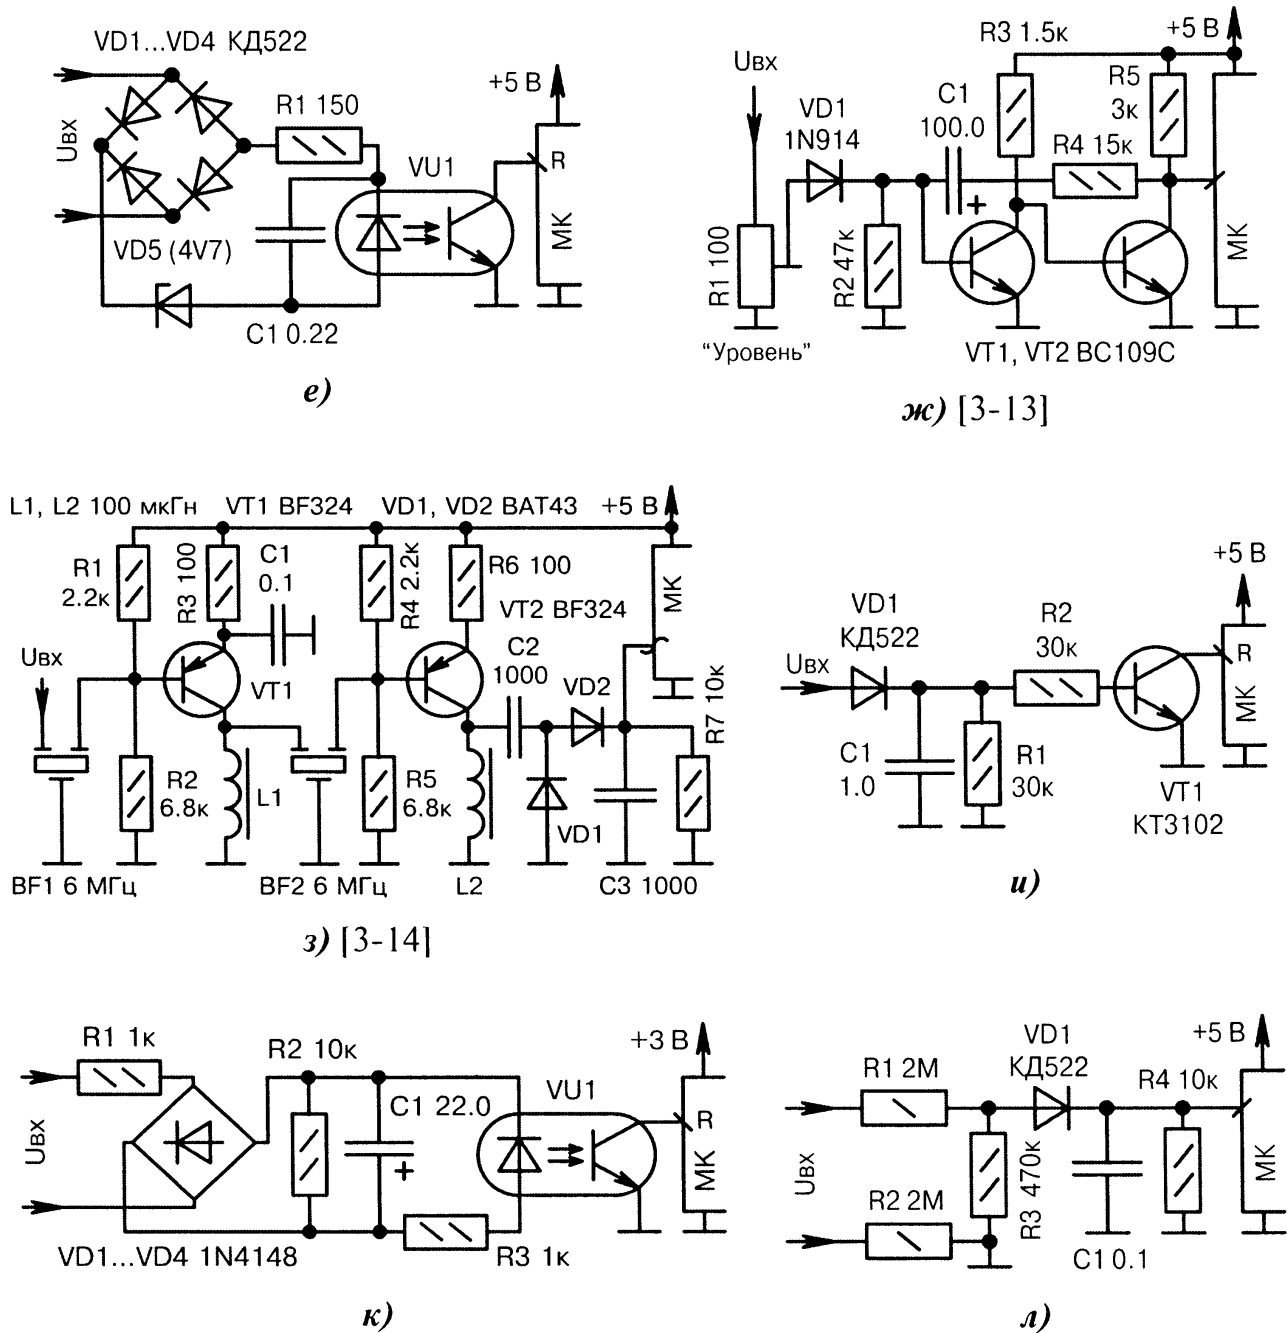 VD1...VD4 КД522
Uвх
R1 150
+5 В
VU1
R
МК
VD5 (4V7)
C1 0.22
е)
Uвх
VD1
1N914
C1
100.0
+
R3 1.5к
+5 В
R5
3к
R4 15к
R1 100
R2 47к
МК
"Уровень"
VT1, VT2 BC109C
ж) [3-13]
L1, L2 100 мкГн
VT1 BF324
VD1, VD2 BAT43
+5 В
R1
2.2к
R3 100
C1
0.1
R4 2.2к
R6 100
МК
VT2 BF324
Uвх
VT1
C2
1000
VD2
R7 10к
R2
6.8к
L1
R5
6.8к
VD1
BF1 6 МГц
BF2 6 МГц
L2
C3 1000
з) [3-14]
+5 В
VD1
КД522
R2
30к
Uвх
R
МК
C1
1.0
R1
30к
VT1
КТ3102
и)
R1 1к
R2 10к
+3 В
C1 22.0
+
VU1
R
МК
Uвх
VD1...VD4 1N4148
R3 1к
к)
VD1
КД522
+5 В
R1 2М
R4 10к
Uвх
R3 470к
МК
R2 2М
C1 0.1
л)